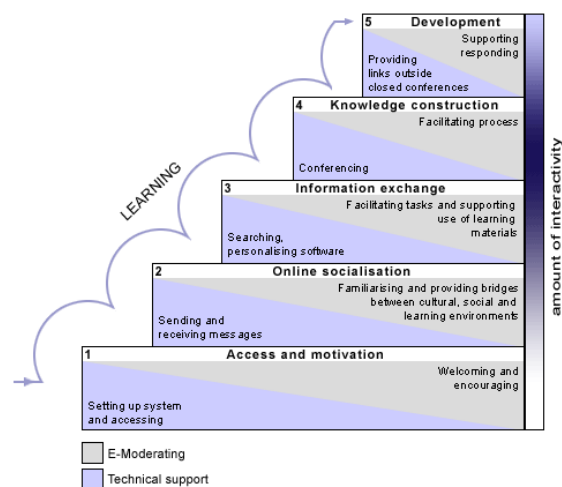 5 Development
Supporting
responding
Providing
links outside
closed conferences
4 Knowledge construction
Facilitating process
Conferencing
3 Information exchange
Facilitating tasks and supporting
use of learning
materials
Searching,
personalising software
2 Online socialisation
Familiarising and providing bridges
between cultural, social and
learning environments
Sending and
receiving messages
1 Access and motivation
Welcoming and
encouraging
Setting up system
and accessing
LEARNING
amount of interactivity
E-Moderating
Technical support